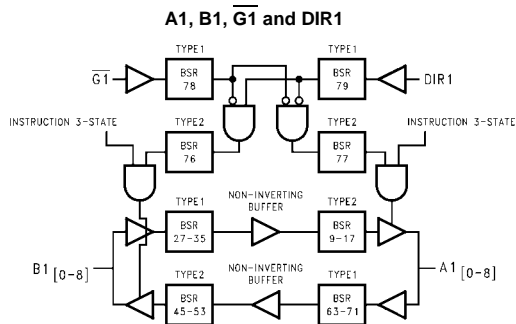 A1, B1, G1 and DIR1
TYPE1
TYPE1
G1
BSR
78
BSR
79
DIR1
INSTRUCTION 3-STATE
TYPE2
TYPE2
INSTRUCTION 3-STATE
BSR
76
BSR
77
TYPE1
NON-INVERTING
BUFFER
TYPE2
BSR
27-35
BSR
9-17
B1 [0-8]
A1 [0-8]
TYPE2
NON-INVERTING
BUFFER
TYPE1
BSR
45-53
BSR
63-71